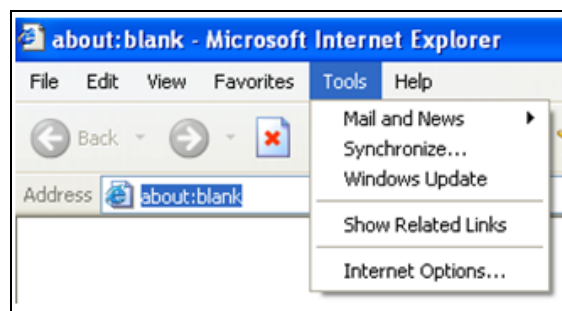 about:blank - Microsoft Internet Explorer
File Edit View Favorites Tools Help
Back
Mail and News
Synchronize...
Windows Update
Address about:blank
Show Related Links
Internet Options...